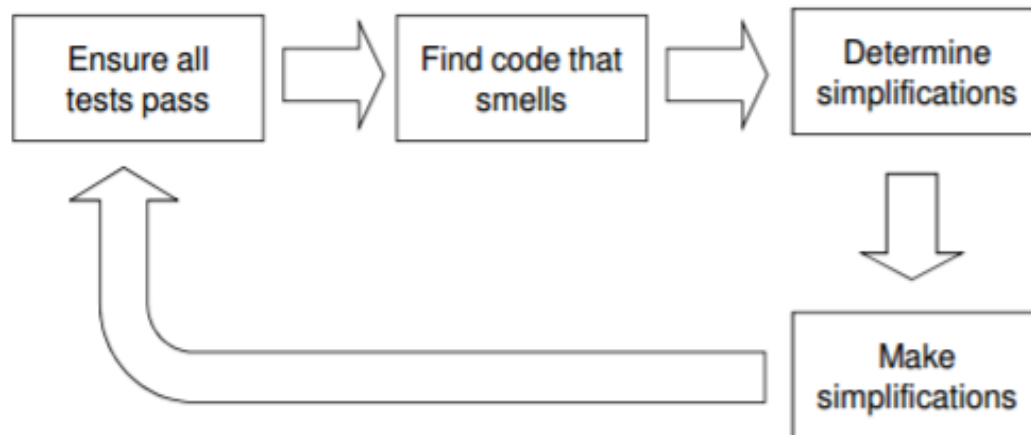 Ensure all
tests pass
Find code that
smells
Determine
simplifications
Make
simplifications